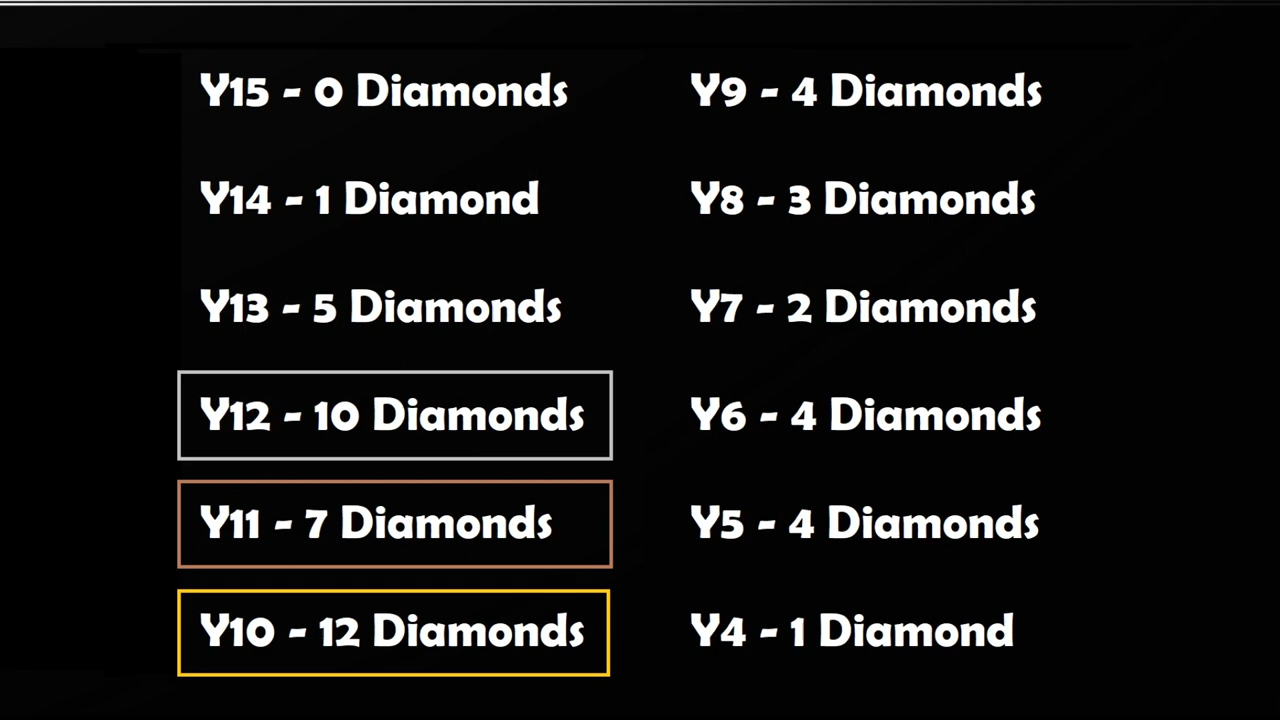 Y15 - 0 Diamonds
Y14 - 1 Diamond
Y13 - 5 Diamonds
Y12 - 10 Diamonds
Y11 - 7 Diamonds
Y10 - 12 Diamonds
Y9 - 4 Diamonds
Y8 - 3 Diamonds
Y7 - 2 Diamonds
Y6 - 4 Diamonds
Y5 - 4 Diamonds
Y4 - 1 Diamond